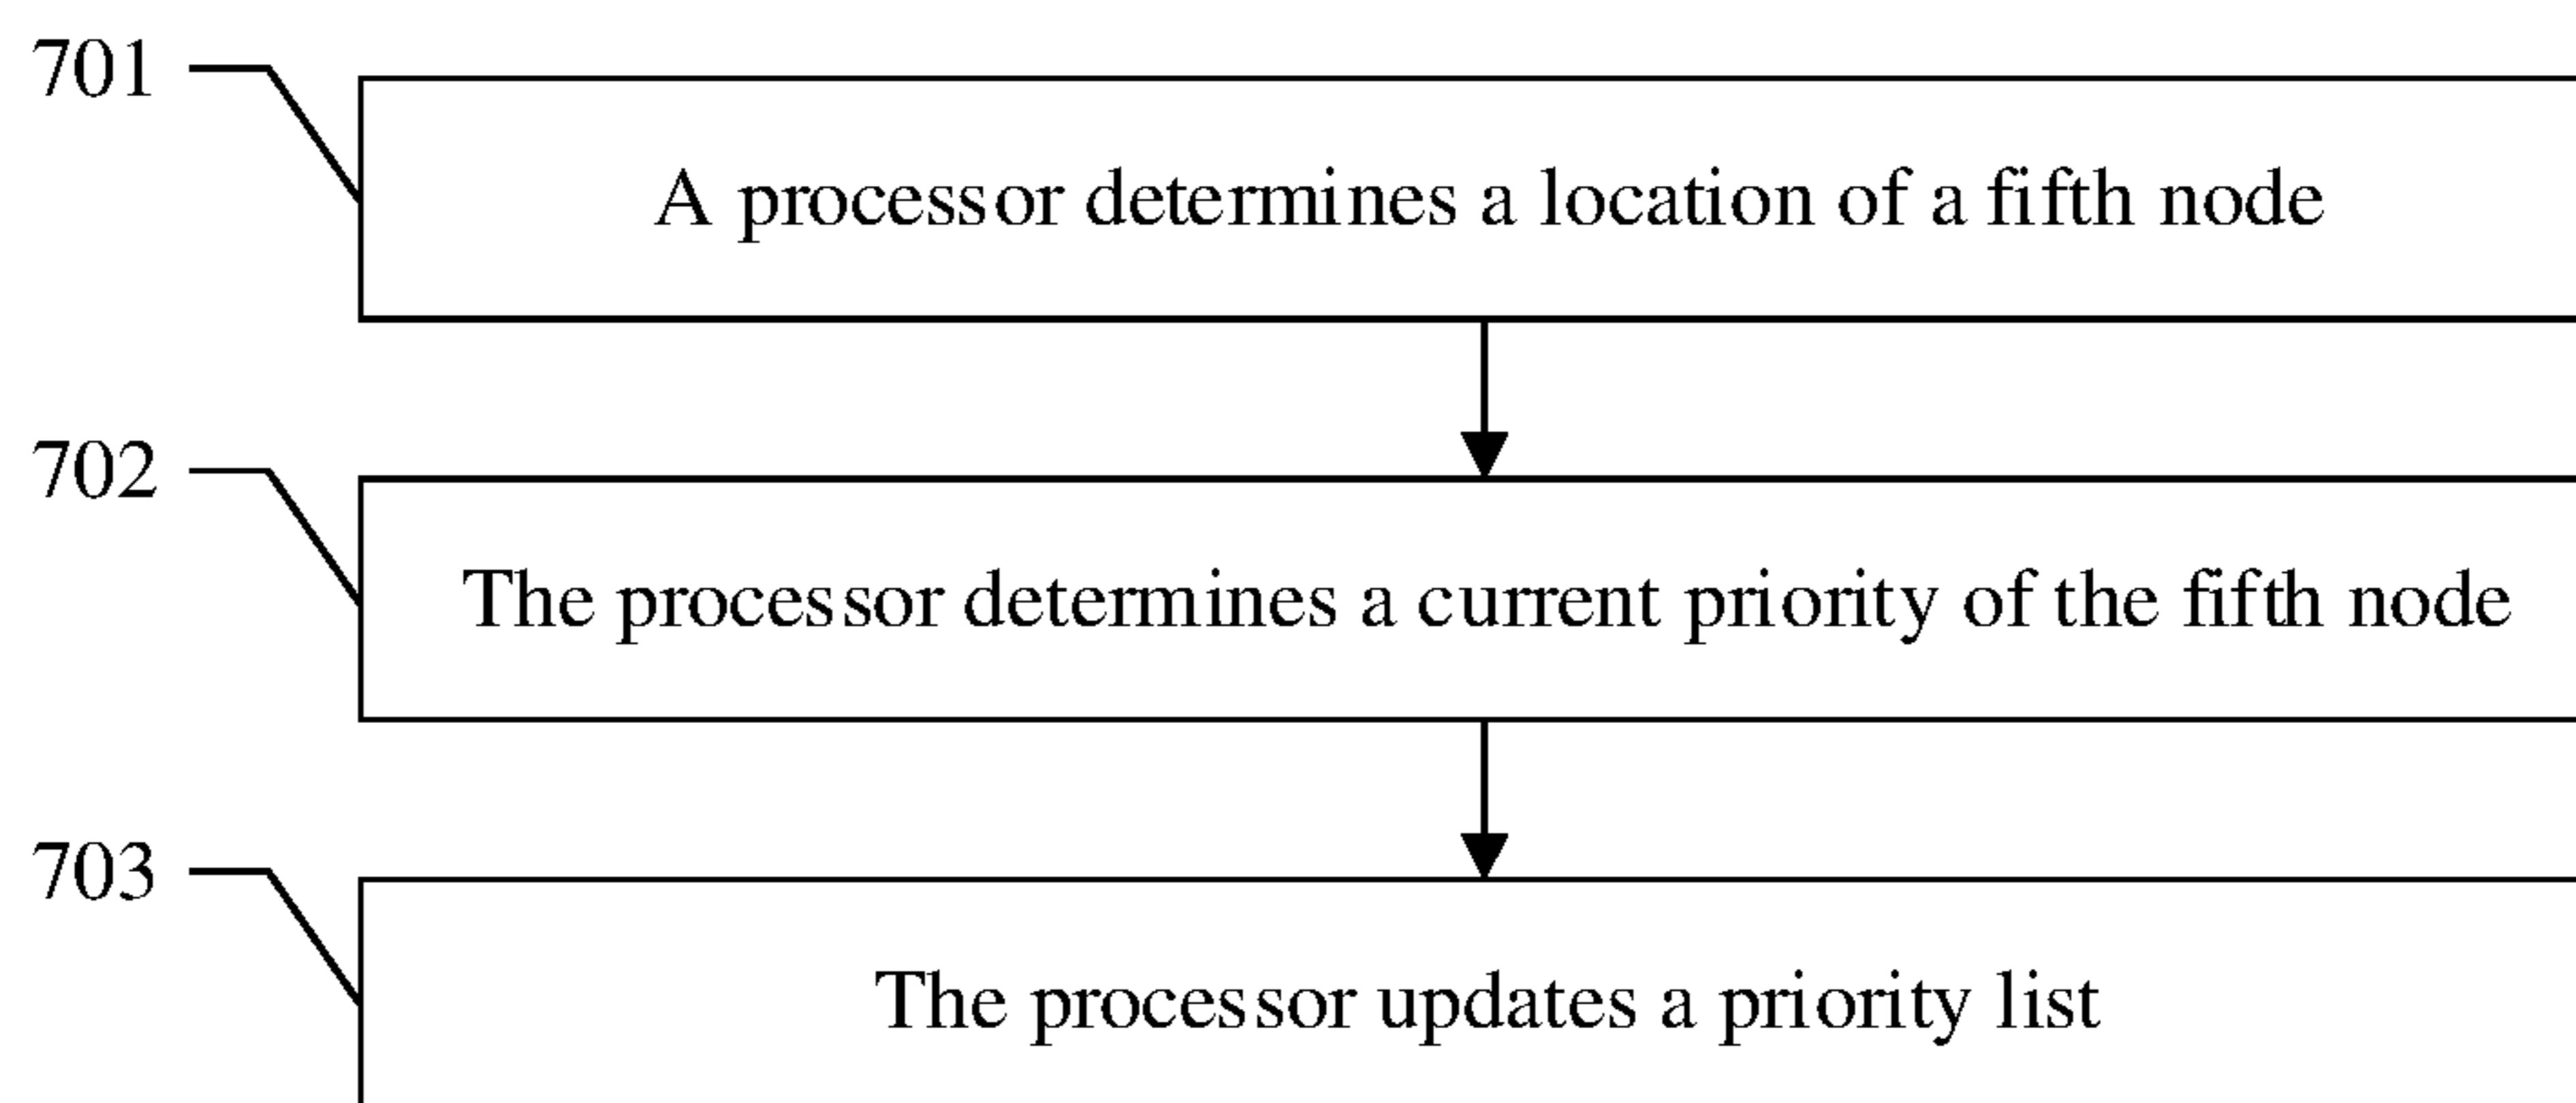 701
A processor determines a location of a fifth node
702
The processor determines a current priority of the fifth node
703
The processor updates a priority list